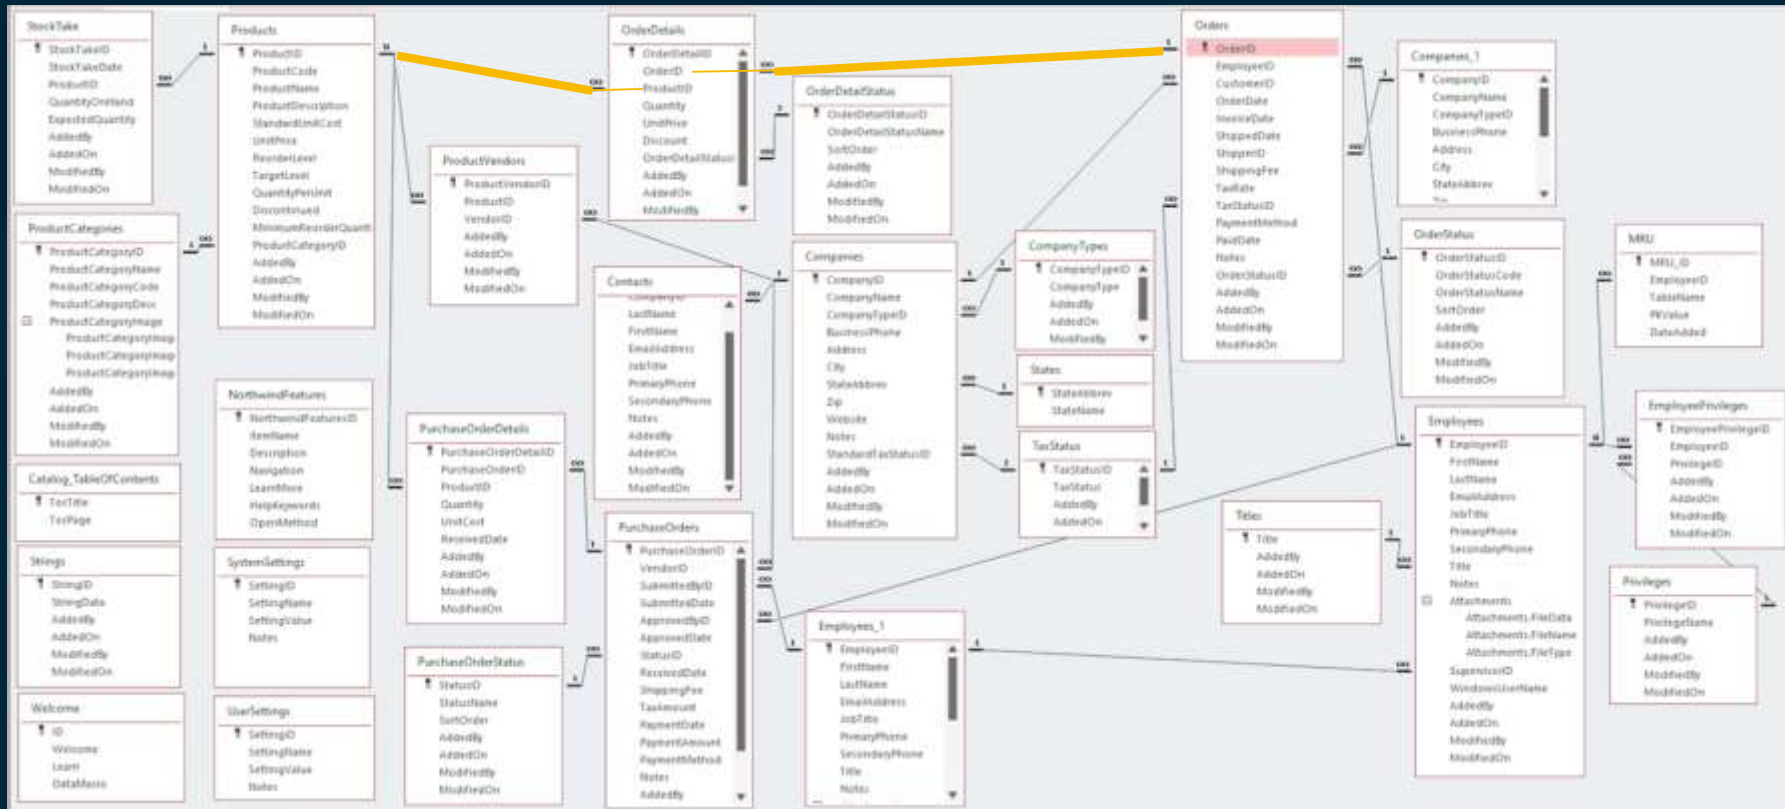 StockTake
StockTakeID
StockTakeDate
ProductID
QuantityOnHand
ExpectedQuantity
AddedBy
AddedOn
ModifiedBy
ModifiedOn
Products
ProductID
ProductCode
ProductName
ProductDescription
StandardUnitCost
UnitPrice
ReorderLevel
TargetLevel
QuantityPerUnit
Discontinued
MinimumReorderQuanti
ProductCategoryID
AddedBy
AddedOn
ModifiedBy
ModifiedOn
OrderDetails
OrderDetailID
OrderID
ProductID
Quantity
UnitPrice
Discount
OrderDetailStatusI
AddedBy
AddedOn
ModifiedBy
OrderDetailStatus
OrderDetailStatusID
OrderDetailStatusName
SortOrder
AddedBy
AddedOn
ModifiedBy
ModifiedOn
Orders
OrderID
EmployeeID
CustomerID
OrderDate
InvoiceDate
ShippedDate
ShipperID
ShippingFee
TaxRate
TaxStatusID
PaymentMethod
PaidDate
Notes
OrderStatusID
AddedBy
AddedOn
ModifiedBy
ModifiedOn
Companies_1
CompanyID
CompanyName
CompanyTypeID
BusinessPhone
Address
City
StateAbbrev
ProductVendors
ProductVendorID
ProductID
VendorID
AddedBy
AddedOn
ModifiedBy
ModifiedOn
ProductCategories
ProductCategoryID
ProductCategoryName
ProductCategoryCode
ProductCategoryDesc
ProductCategoryImage
ProductCategoryImag
ProductCategoryImag
ProductCategoryImag
AddedBy
AddedOn
ModifiedBy
ModifiedOn
Contacts
CompanyID
LastName
FirstName
EmailAddress
JobTitle
PrimaryPhone
SecondaryPhone
Notes
AddedBy
AddedOn
ModifiedBy
ModifiedOn
Companies
CompanyID
CompanyName
CompanyTypeID
BusinessPhone
Address
City
StateAbbrev
Zip
Website
Notes
StandardTaxStatusID
AddedBy
AddedOn
ModifiedBy
ModifiedOn
CompanyTypes
CompanyTypeID
CompanyType
AddedBy
AddedOn
ModifiedBy
States
StateAbbrev
StateName
TaxStatus
TaxStatusID
TaxStatus
AddedBy
AddedOn
OrderStatus
OrderStatusID
OrderStatusCode
OrderStatusName
SortOrder
AddedBy
AddedOn
ModifiedBy
ModifiedOn
MRU
MRU_ID
EmployeeID
TableName
PKValue
DateAdded
NorthwindFeatures
NorthwindFeaturesID
ItemName
Description
Navigation
LearnMore
HelpKeywords
OpenMethod
PurchaseOrderDetails
PurchaseOrderDetailID
PurchaseOrderID
ProductID
Quantity
UnitCost
ReceivedDate
AddedBy
AddedOn
ModifiedBy
ModifiedOn
Employees
EmployeeID
FirstName
LastName
EmailAddress
JobTitle
PrimaryPhone
SecondaryPhone
Title
Notes
Attachments
Attachments.FileData
Attachments.FileName
Attachments.FileType
SupervisorID
WindowsUserName
AddedBy
AddedOn
ModifiedBy
ModifiedOn
EmployeePrivileges
EmployeePrivilegeID
EmployeeID
PrivilegeID
AddedBy
AddedOn
ModifiedBy
ModifiedOn
Catalog_TableOfContents
TocTitle
TocPage
Titles
Title
AddedBy
AddedOn
ModifiedBy
ModifiedOn
PurchaseOrders
PurchaseOrderID
VendorID
SubmittedByID
SubmittedDate
ApprovedByID
ApprovedDate
StatusID
ReceivedDate
ShippingFee
TaxAmount
PaymentDate
PaymentAmount
PaymentMethod
Notes
AddedBy
Strings
StringID
StringData
AddedBy
AddedOn
ModifiedBy
ModifiedOn
SystemSettings
SettingID
SettingName
SettingValue
Notes
Privileges
PrivilegeID
PrivilegeName
AddedBy
AddedOn
ModifiedBy
ModifiedOn
Employees_1
EmployeeID
FirstName
LastName
EmailAddress
JobTitle
PrimaryPhone
SecondaryPhone
Title
Notes
PurchaseOrderStatus
StatusID
StatusName
SortOrder
AddedBy
AddedOn
ModifiedBy
ModifiedOn
Welcome
ID
Welcome
Learn
DataMacro
UserSettings
SettingID
SettingName
SettingValue
Notes